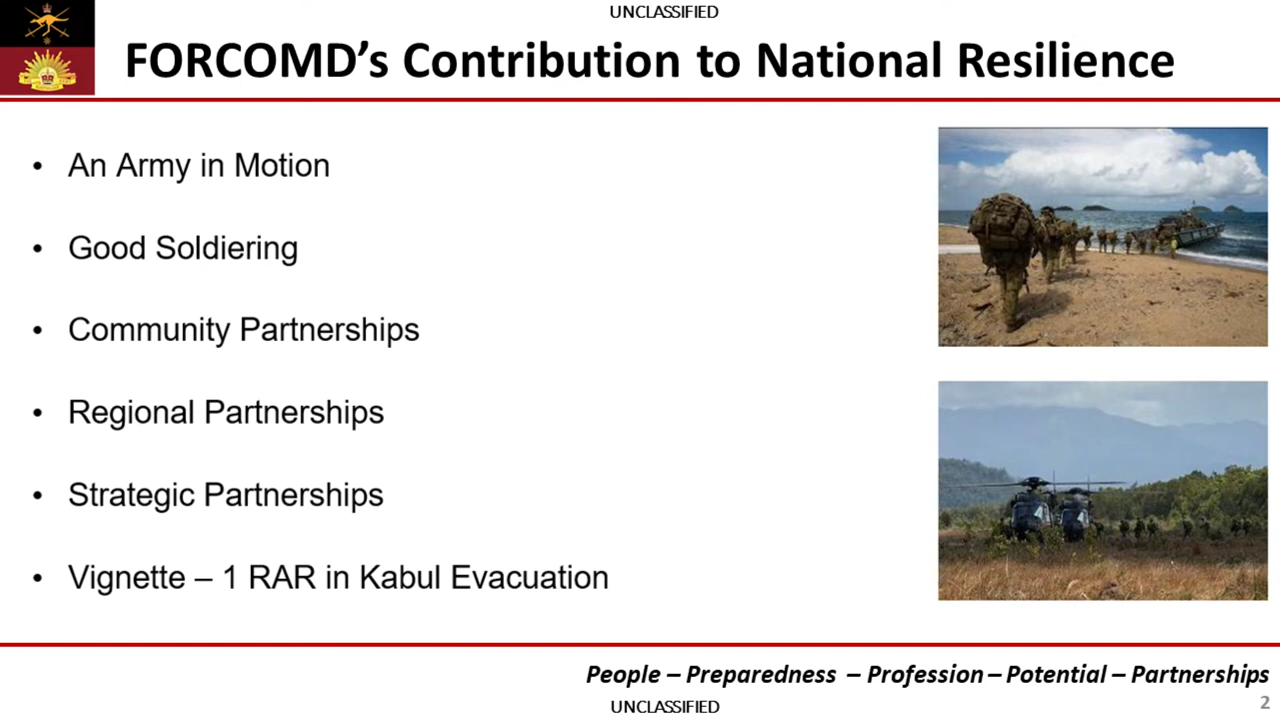 UNCLASSIFIED
FORCOMD’s Contribution to National Resilience
• An Army in Motion
• Good Soldiering
• Community Partnerships
• Regional Partnerships
• Strategic Partnerships
• Vignette – 1 RAR in Kabul Evacuation
People – Preparedness – Profession – Potential – Partnerships
UNCLASSIFIED
2